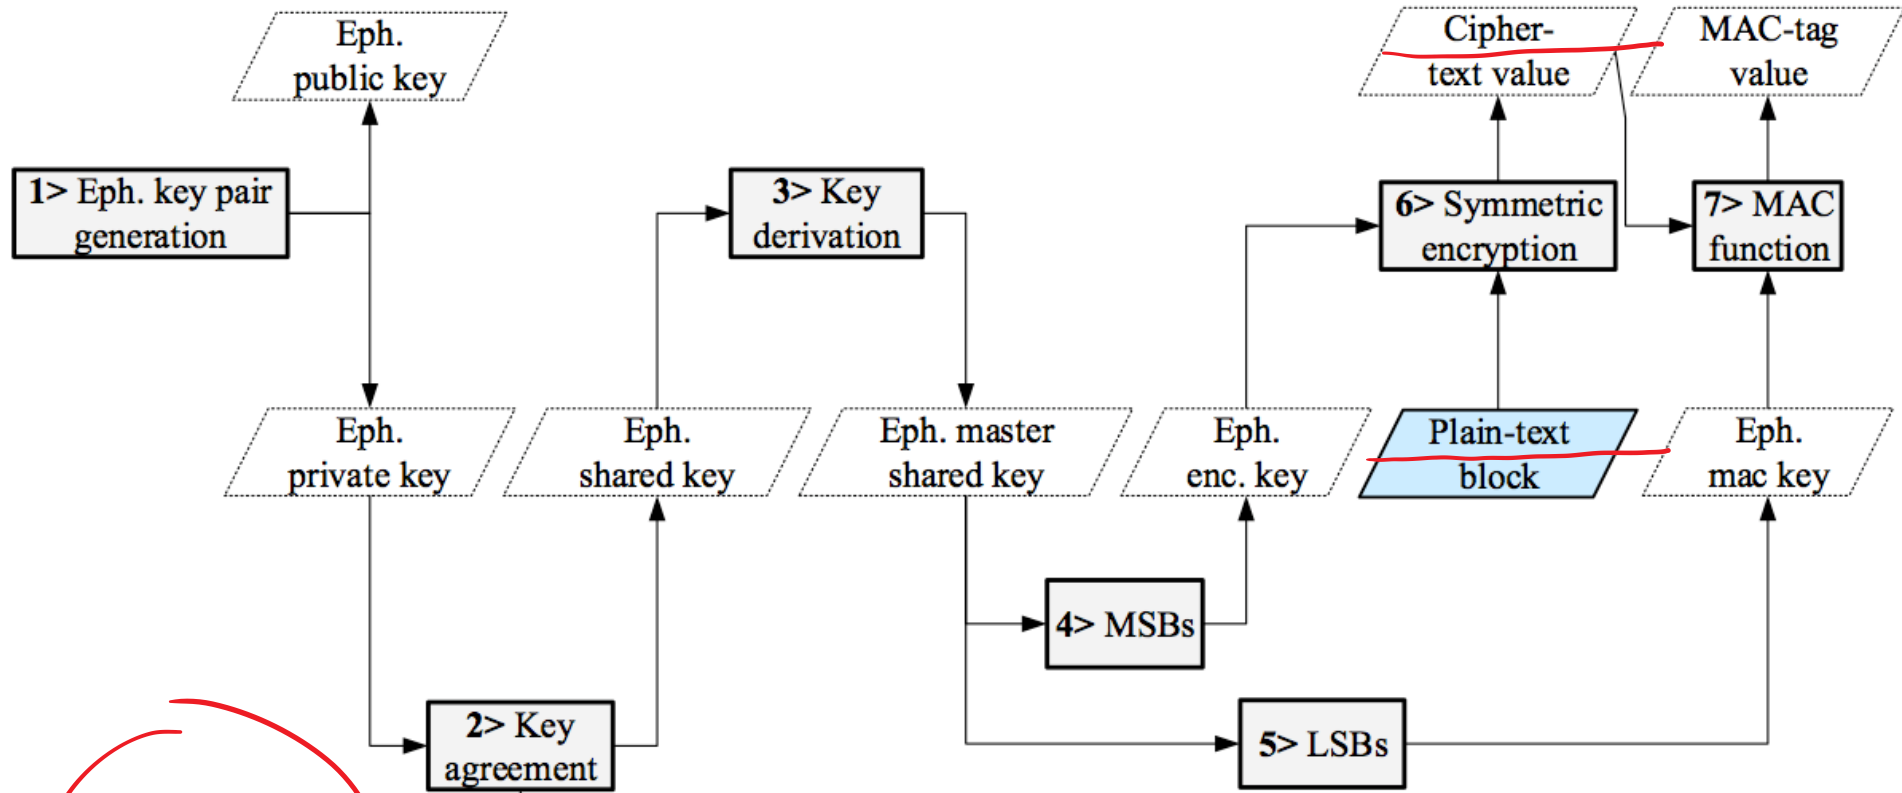 Eph.
public key
Cipher-
text value
MAC-tag
value
1> Eph. key pair
generation
3> Key
derivation
6> Symmetric
encryption
7> MAC
function
Eph.
private key
Eph.
shared key
Eph. master
shared key
Eph.
enc. key
Plain-text
block
Eph.
mac key
4> MSBs
2> Key
agreement
5> LSBs